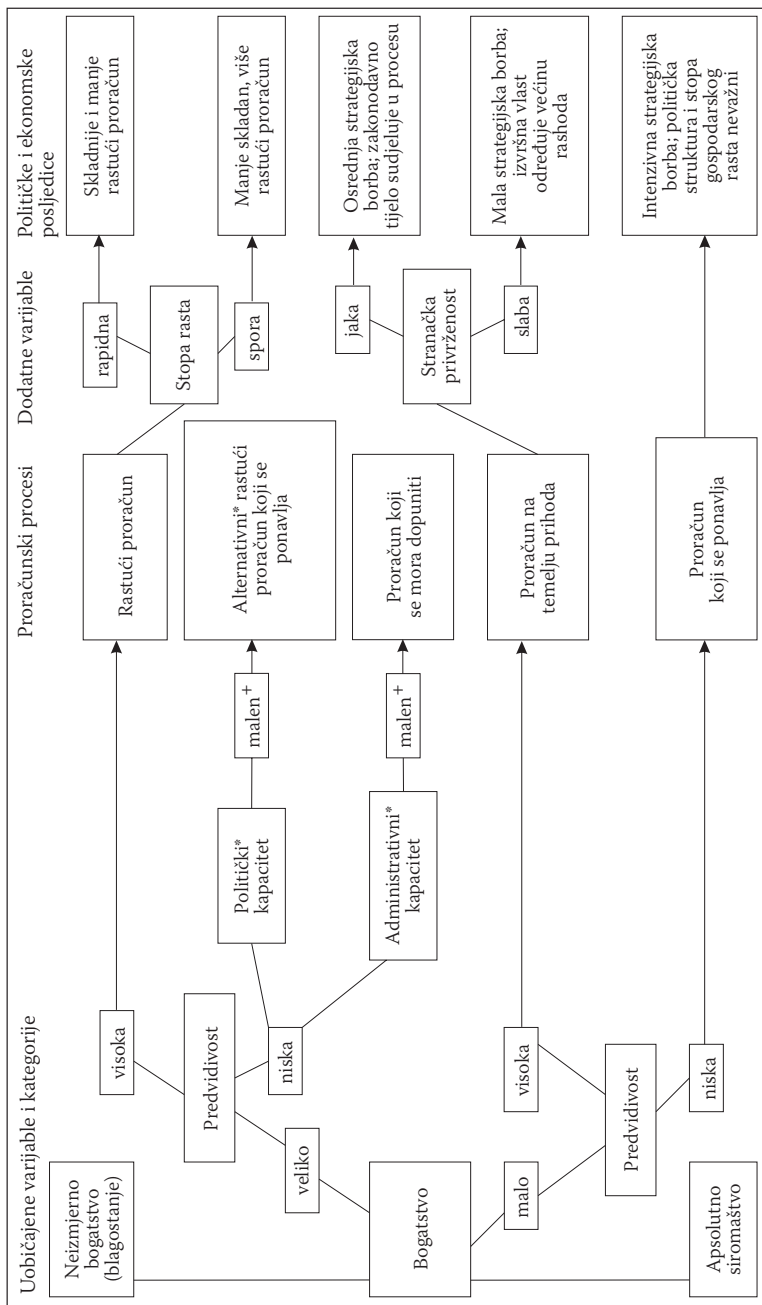 Uobičajene varijable i kategorije
Proračunski procesi
Dodatne varijable
Političke i ekonomske
posljedice
Neizmjerno
bogatstvo
(blagostanje)
Bogatstvo
Apsolutno
siromaštvo
veliko
malo
Predvidivost
visoka
niska
Predvidivost
visoka
niska
Politički*
kapacitet
Administrativni*
kapacitet
malen+
malen+
Rastući proračun
Alternativni* rastući
proračun koji se
ponavlja
Proračun koji
se mora dopuniti
Proračun na
temelju prihoda
Proračun
koji se ponavlja
rapidna
Stopa rasta
spora
jaka
Stranačka
privrženost
slaba
Skladnije i manje
rastući proračun
Manje skladan, više
rastući proračun
Osrednja strategijska
borba; zakonodavno
tijelo sudjeluje u procesu
Mala strategijska borba;
izvršna vlast
određuje većinu
rashoda
Intenzivna strategijska
borba; politička
struktura i stopa
gospodarskog
rasta nevažni